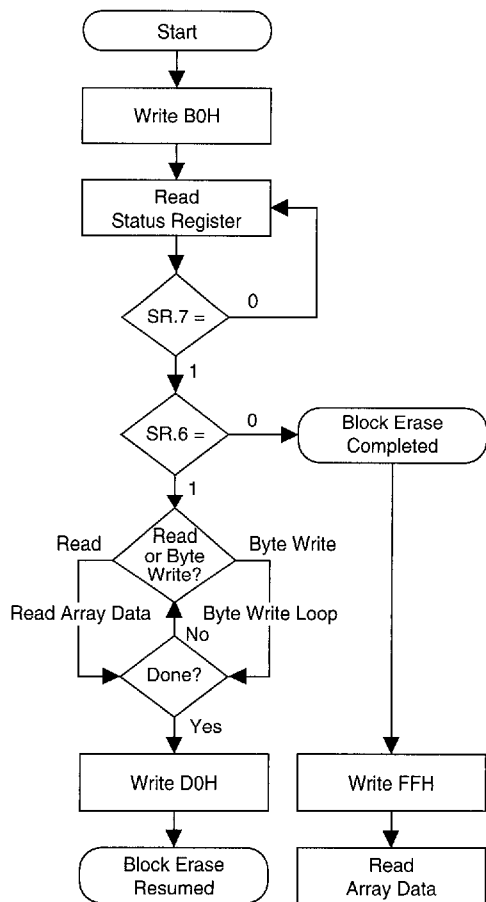 Start
Write B0H
Read
Status Register
SR.7 =
0
1
SR.6 =
0
Block Erase
Completed
1
Read
Read
or Byte
Write?
Byte Write
Read Array Data
Byte Write Loop
No
Done?
Yes
Write D0H
Write FFH
Block Erase
Resumed
Read
Array Data